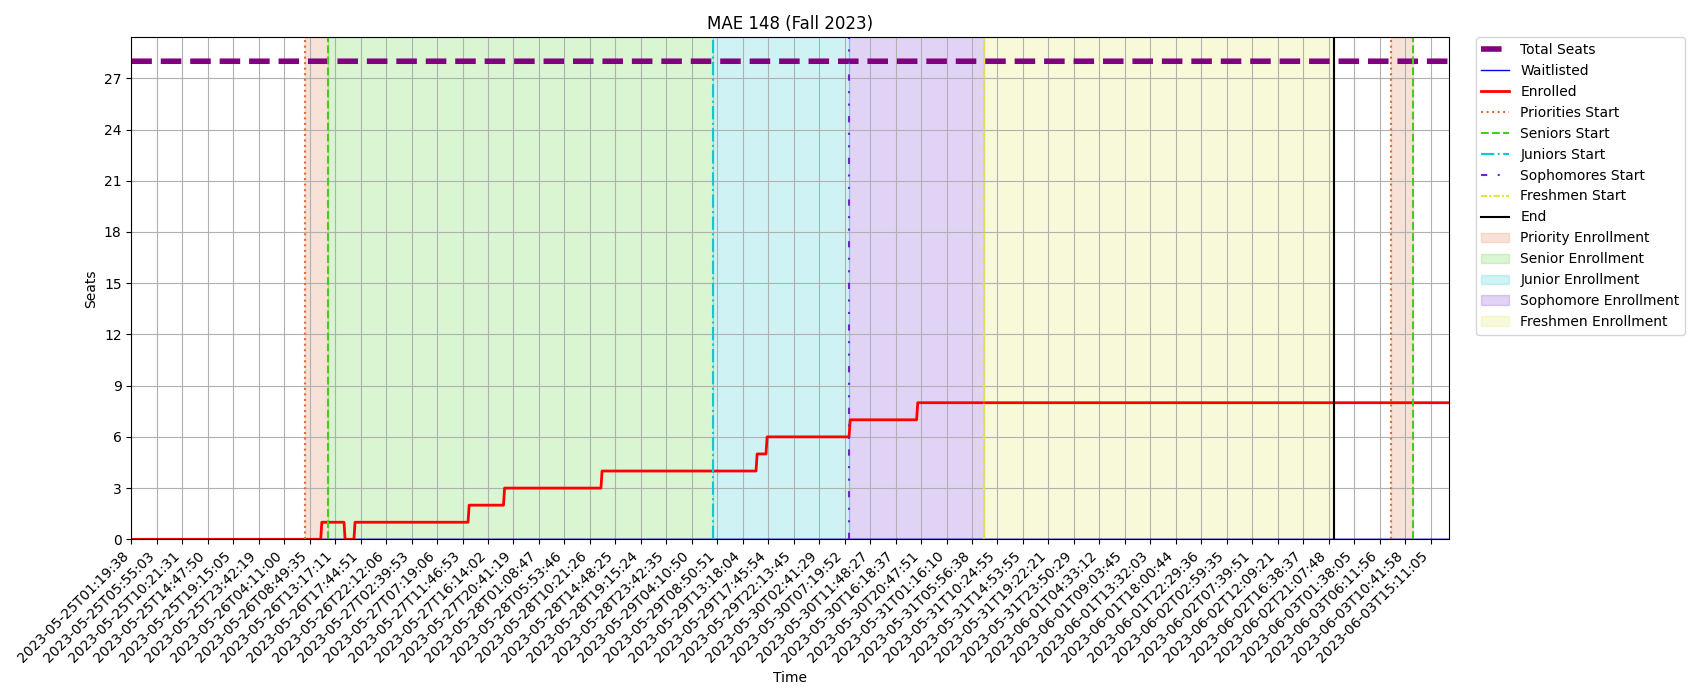 MAE 148 (Fall 2023)
Seats
27
24
21
18
15
12
9
6
3
0
2023-05-25T01:19:38
2023-05-25T05:55:03
2023-05-25T10:21:31
2023-05-25T14:47:50
2023-05-25T19:15:05
2023-05-25T23:42:19
2023-05-26T04:11:00
2023-05-26T08:49:35
2023-05-26T13:17:11
2023-05-26T17:44:51
2023-05-26T22:12:06
2023-05-27T02:39:53
2023-05-27T07:19:06
2023-05-27T11:46:53
2023-05-27T16:14:02
2023-05-27T20:41:19
2023-05-28T01:08:47
2023-05-28T05:53:46
2023-05-28T10:21:26
2023-05-28T14:48:25
2023-05-28T19:15:24
2023-05-28T23:42:35
2023-05-29T04:10:50
2023-05-29T08:50:51
2023-05-29T13:18:04
2023-05-29T17:45:54
2023-05-29T22:13:45
2023-05-30T02:41:29
2023-05-30T07:19:52
2023-05-30T11:48:27
2023-05-30T16:18:37
2023-05-30T20:47:51
2023-05-31T01:16:10
2023-05-31T05:56:38
2023-05-31T10:24:55
2023-05-31T14:53:55
2023-05-31T19:22:21
2023-05-31T23:50:29
2023-06-01T04:33:12
2023-06-01T09:03:45
2023-06-01T13:32:03
2023-06-01T18:00:44
2023-06-01T22:29:36
2023-06-02T02:59:35
2023-06-02T07:39:51
2023-06-02T12:09:21
2023-06-02T16:38:37
2023-06-02T21:07:48
2023-06-03T01:38:05
2023-06-03T06:11:56
2023-06-03T10:41:58
2023-06-03T15:11:05
Time
Total Seats
Waitlisted
Enrolled
Priorities Start
Seniors Start
Juniors Start
Sophomores Start
Freshmen Start
End
Priority Enrollment
Senior Enrollment
Junior Enrollment
Sophomore Enrollment
Freshmen Enrollment